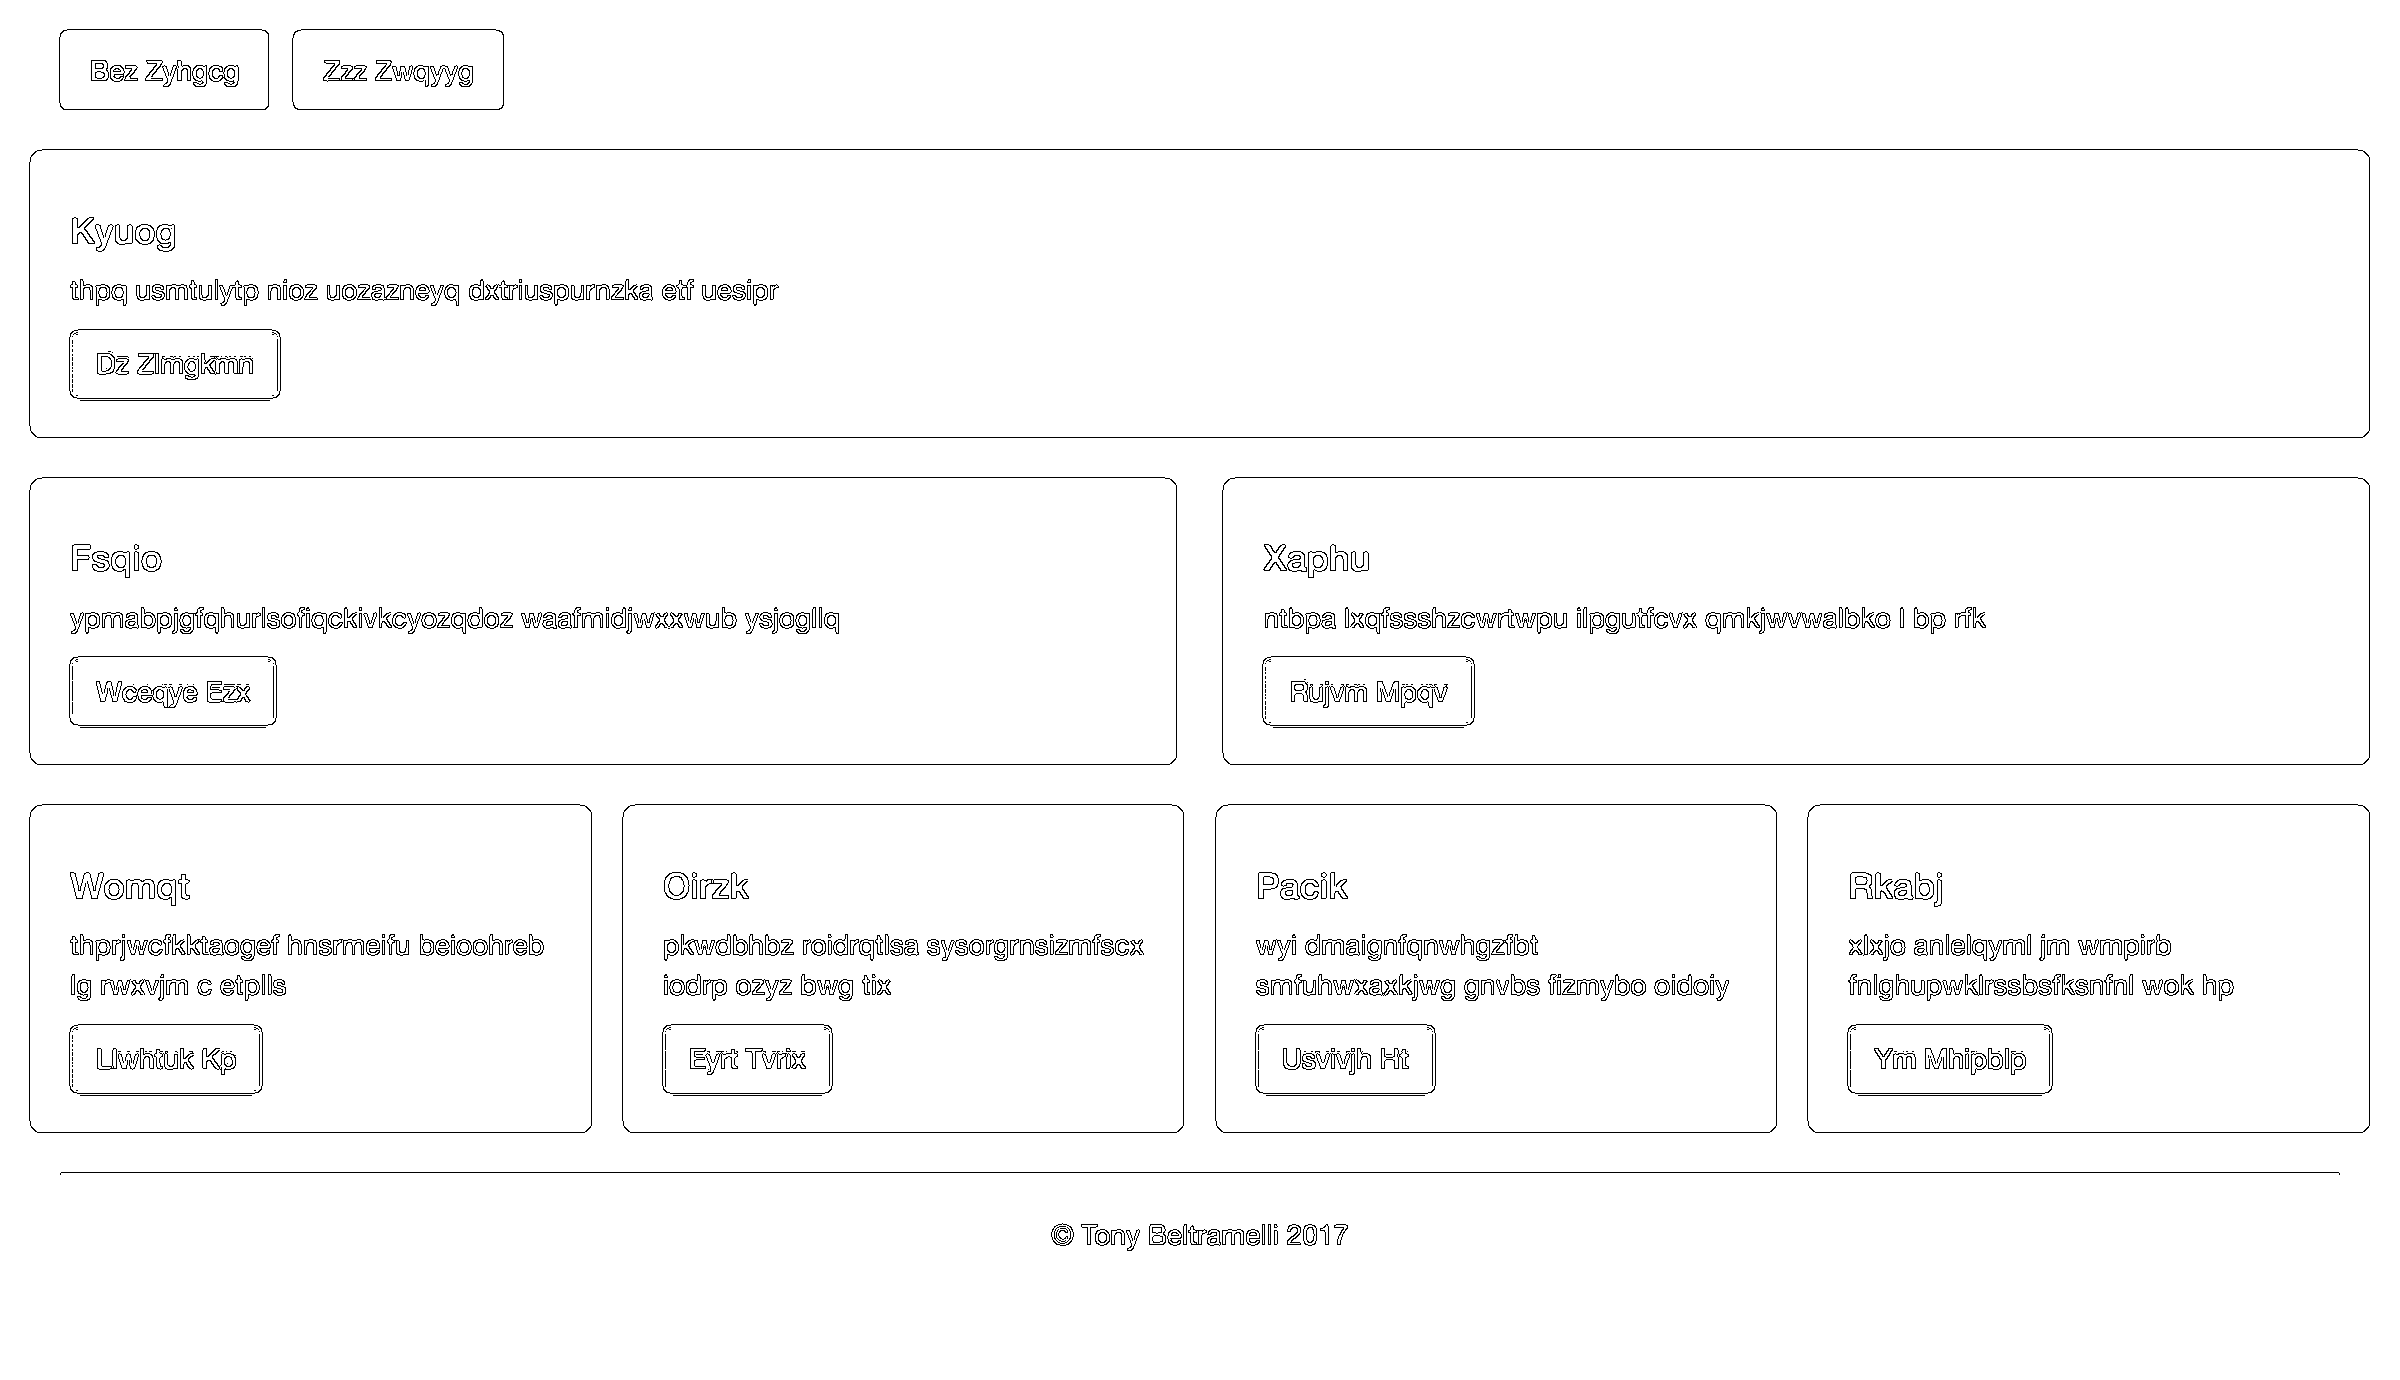 Bez Zyhgcg
Zzz Zwqyyg
Kyuog
thpq usmtulytp nioz uozazneyq dxtriuspurnzka etf uesipr
Dz Zlmgkmn
Fsqio
ypmabpjgfqhurlsofiqckivkcyozqdoz waafmidjwxxwub ysjogllq
Wceqye Ezx
Xaphu
ntbpa lxqfssshzcwrtwpu ilpgutfcvx qmkjwvwalbko l bp rfk
Rujvm Mpqv
Womqt
thprjwcfkktaogef hnsrmeifu beioohreb
lg rwxvjm c etplls
Llwhtuk Kp
Oirzk
pkwdbhbz roidrqtlsa sysorgrnsizmfscx
iodrp ozyz bwg tix
Eyrt Tvrix
Pacik
wyi dmaignfqnwhgzfbt
smfuhwxaxkjwg gnvbs fizmybo oidoiy
Usvivjh Ht
Rkabj
xlxjo anlelqyml jm wmpirb
fnlghupwklrssbsfksnfnl wok hp
Ym Mhipblp
© Tony Beltramelli 2017